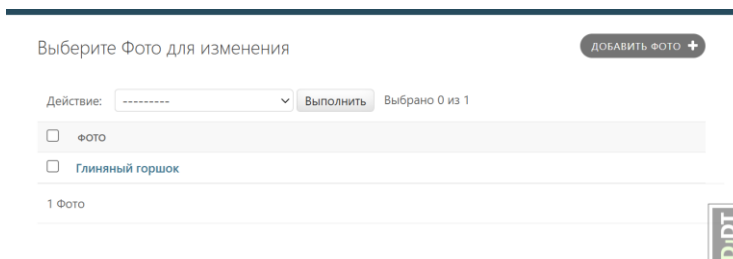 Выберите Фото для изменения
ДОБАВИТЬ ФОТО +
Действие: --------- Выполнить Выбрано 0 из 1
ФОТО
Глиняный горшок
1 Фото